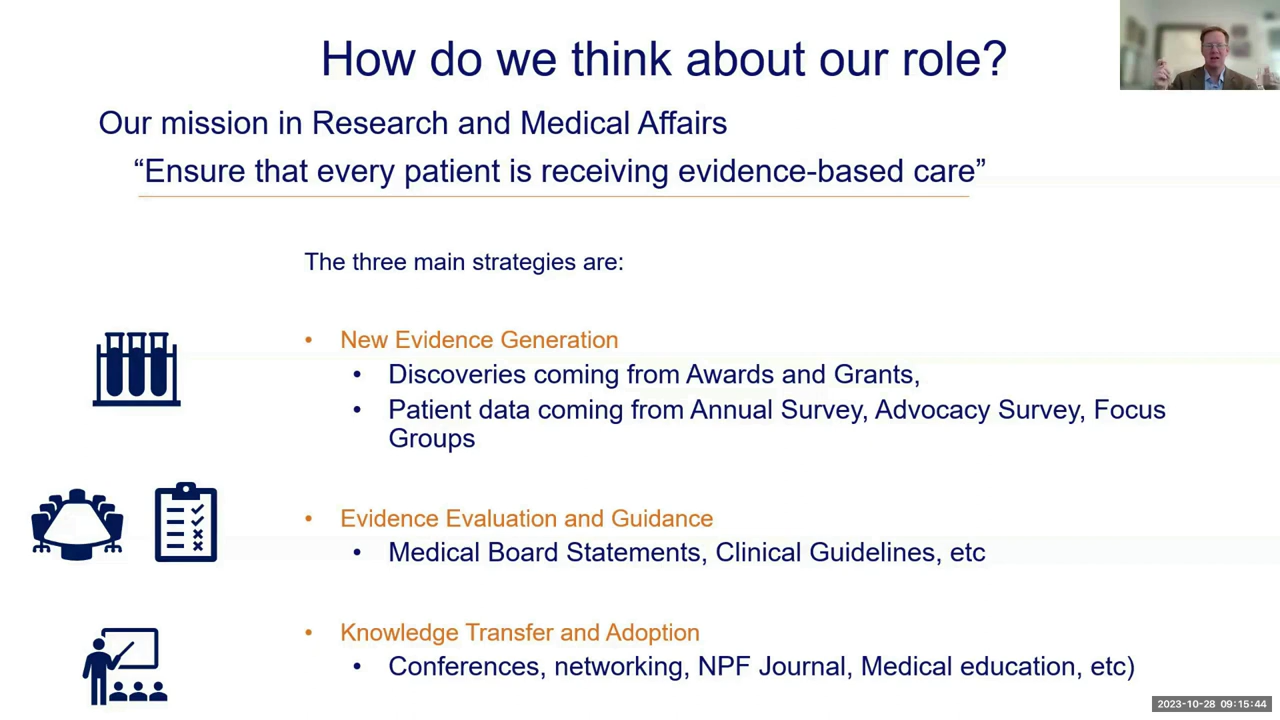 How do we think about our role?
Our mission in Research and Medical Affairs
“Ensure that every patient is receiving evidence-based care”
The three main strategies are:
• New Evidence Generation
• Discoveries coming from Awards and Grants,
• Patient data coming from Annual Survey, Advocacy Survey, Focus
Groups
• Evidence Evaluation and Guidance
• Medical Board Statements, Clinical Guidelines, etc
• Knowledge Transfer and Adoption
• Conferences, networking, NPF Journal, Medical education, etc)
2023-10-28 09:15:44